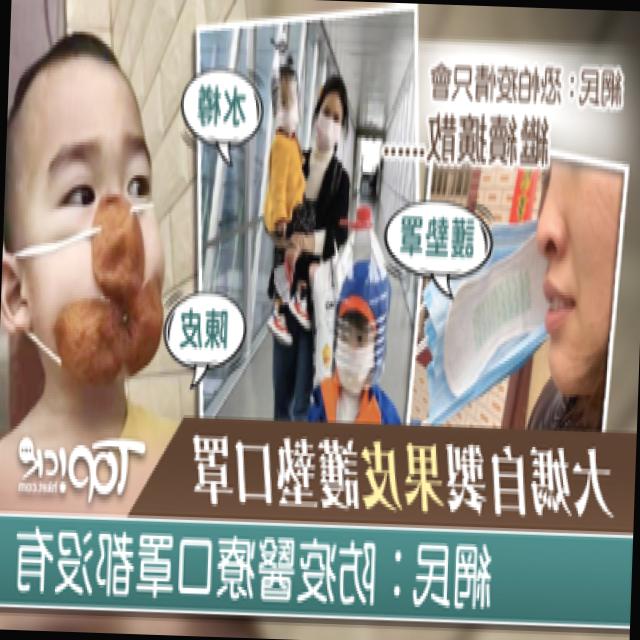 網民：恐怕疫情只會
繼續擴散......
水樽
護墊罩
陳皮
TOPick
hket.com
大媽自製果皮護墊口罩
網民：防疫醫療口罩都沒有